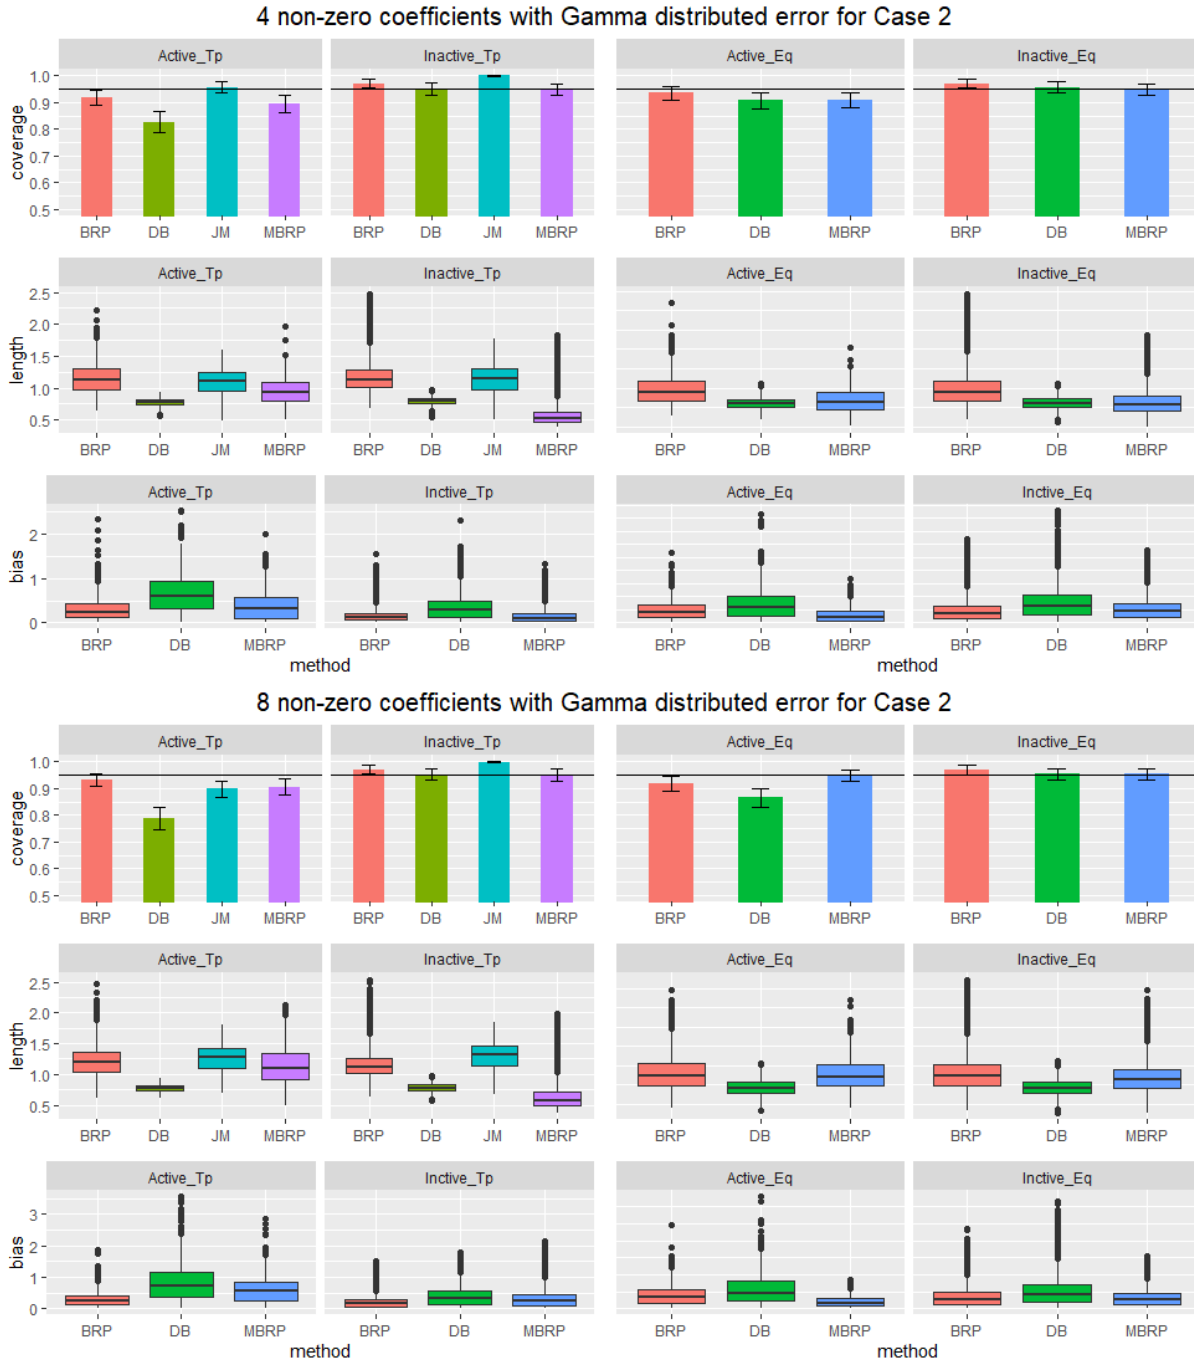 4 non-zero coefficients with Gamma distributed error for Case 2
Active_Tp Inactive_Tp Active_Eq Inactive_Eq
coverage
1.0
0.9
0.8
0.7
0.6
0.5
BRP DB JM MBRP BRP DB JM MBRP BRP DB MBRP BRP DB MBRP
Active_Tp Inactive_Tp Active_Eq Inactive_Eq
length
2.5
2.0
1.5
1.0
0.5
BRP DB JM MBRP BRP DB JM MBRP BRP DB MBRP BRP DB MBRP
Active_Tp Inctive_Tp Active_Eq Inctive_Eq
bias
2
1
0
BRP DB MBRP BRP DB MBRP BRP DB MBRP BRP DB MBRP
method method
8 non-zero coefficients with Gamma distributed error for Case 2
Active_Tp Inactive_Tp Active_Eq Inactive_Eq
coverage
1.0
0.9
0.8
0.7
0.6
0.5
BRP DB JM MBRP BRP DB JM MBRP BRP DB MBRP BRP DB MBRP
Active_Tp Inactive_Tp Active_Eq Inactive_Eq
length
2.5
2.0
1.5
1.0
0.5
BRP DB JM MBRP BRP DB JM MBRP BRP DB MBRP BRP DB MBRP
Active_Tp Inctive_Tp Active_Eq Inctive_Eq
bias
3
2
1
0
BRP DB MBRP BRP DB MBRP BRP DB MBRP BRP DB MBRP
method method